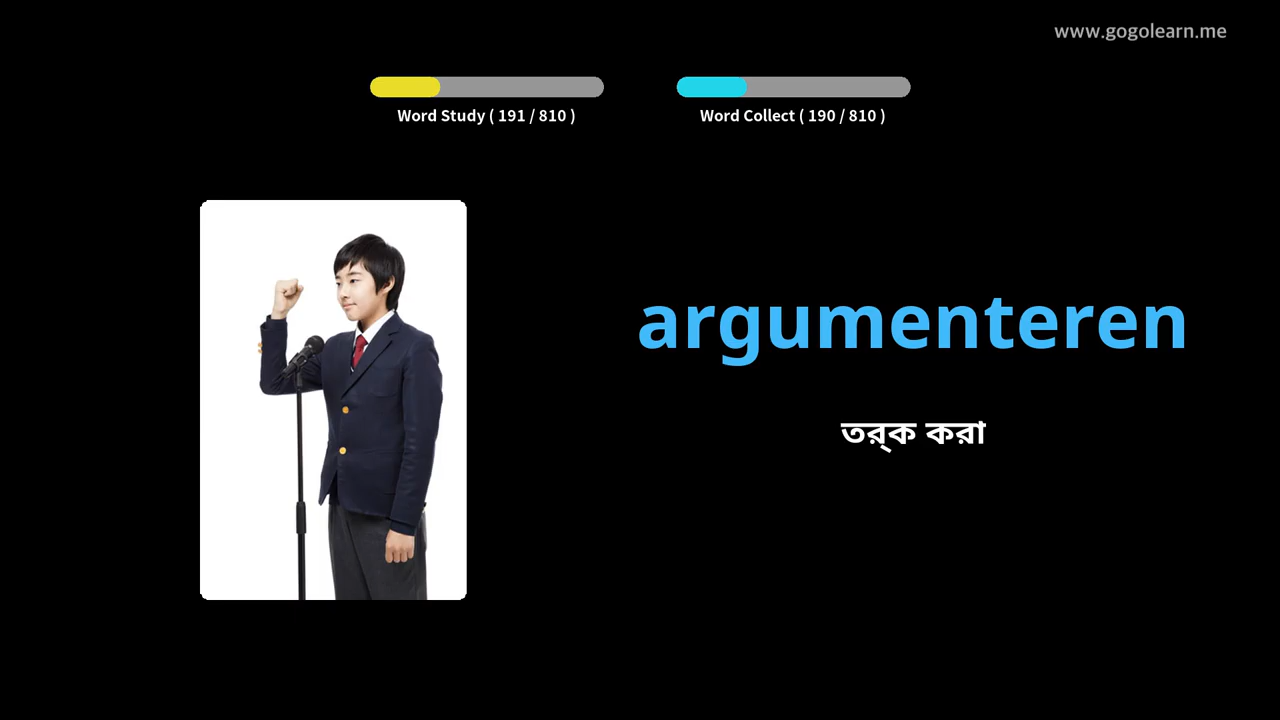 www.gogolearn.me
Word Study ( 191 / 810 )
Word Collect ( 190 / 810 )
argumenteren
তর্ক করা